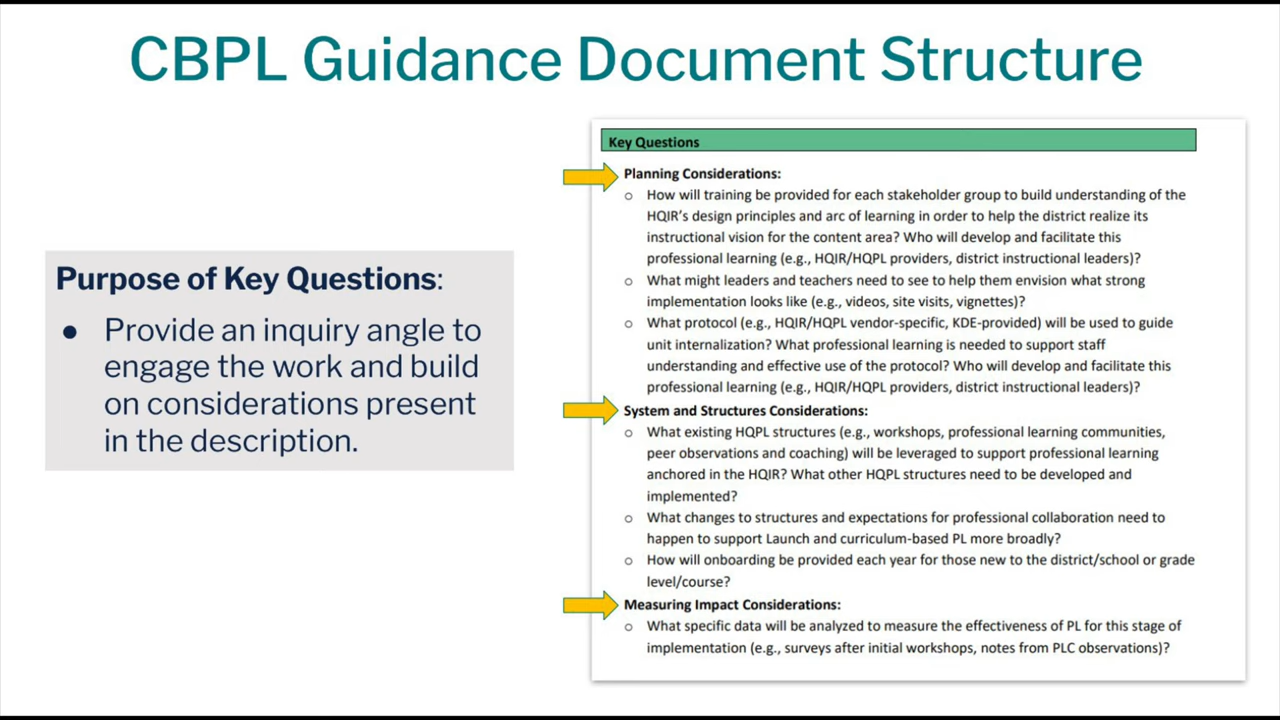 CBPL Guidance Document Structure
Purpose of Key Questions:
● Provide an inquiry angle to
engage the work and build
on considerations present
in the description.
Key Questions
Planning Considerations:
o How will training be provided for each stakeholder group to build understanding of the
HQIR's design principles and arc of learning in order to help the district realize its
instructional vision for the content area? Who will develop and facilitate this
professional learning (e.g., HQIR/HQPL providers, district instructional leaders)?
o What might leaders and teachers need to see to help them envision what strong
implementation looks like (e.g., videos, site visits, vignettes)?
o What protocol (e.g., HQIR/HQPL vendor-specific, KDE-provided) will be used to guide
unit internalization? What professional learning is needed to support staff
understanding and effective use of the protocol? Who will develop and facilitate this
professional learning (e.g., HQIR/HQPL providers, district instructional leaders)?
System and Structures Considerations:
o What existing HQPL structures (e.g., workshops, professional learning communities,
peer observations and coaching) will be leveraged to support professional learning
anchored in the HQIR? What other HQPL structures need to be developed and
implemented?
o What changes to structures and expectations for professional collaboration need to
happen to support Launch and curriculum-based PL more broadly?
o How will onboarding be provided each year for those new to the district/school or grade
level/course?
Measuring Impact Considerations:
o What specific data will be analyzed to measure the effectiveness of PL for this stage of
implementation (e.g., surveys after initial workshops, notes from PLC observations)?